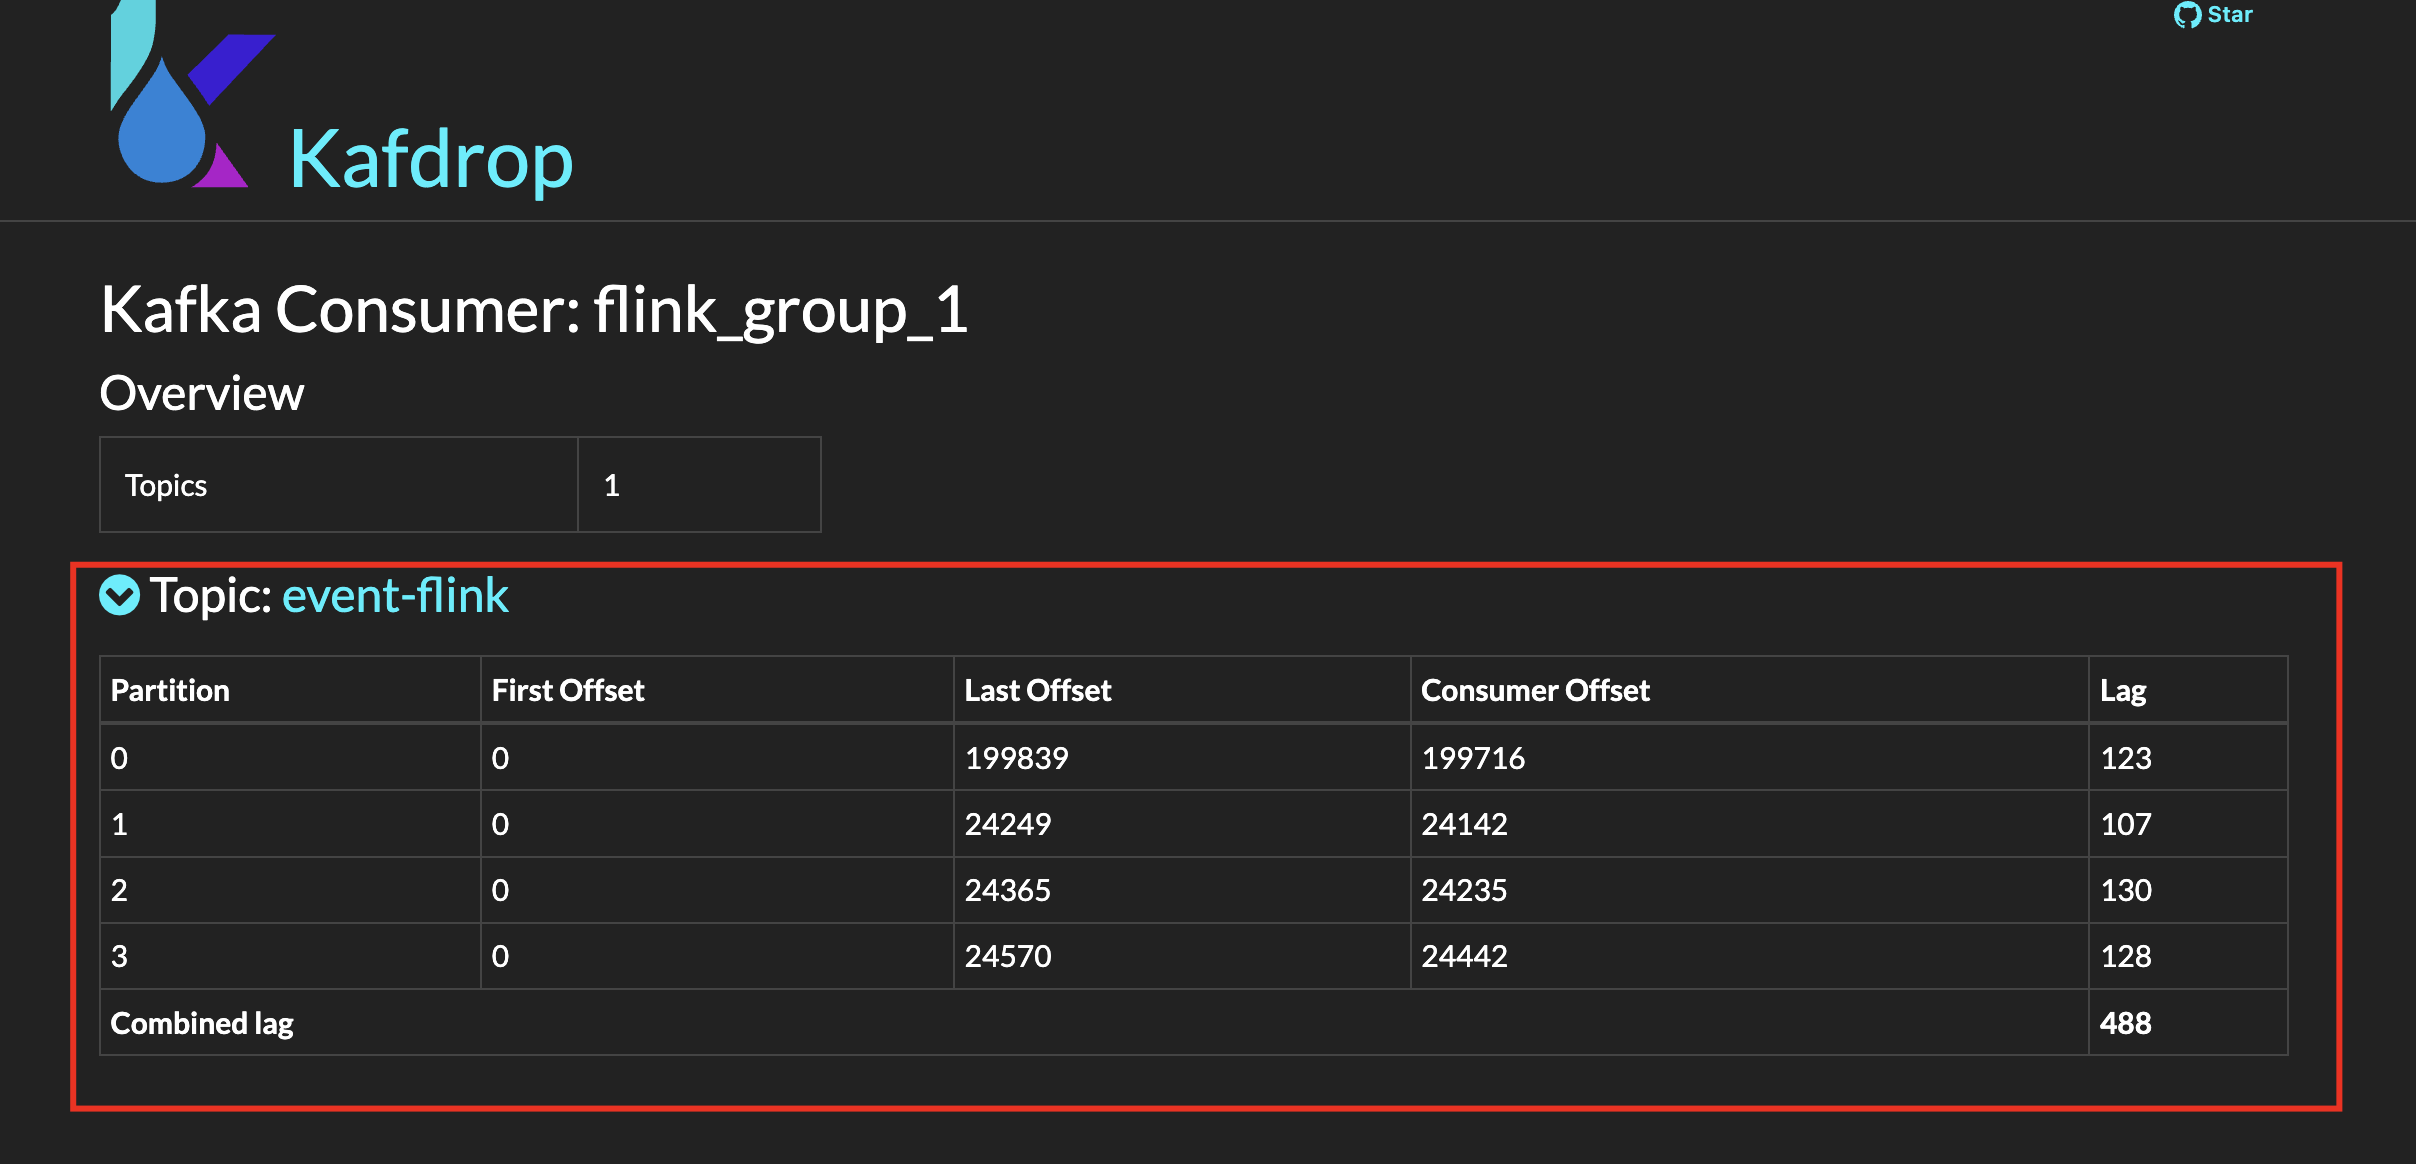 Star
Kafdrop
Kafka Consumer: flink_group_1
Overview
Topics 1
Topic: event-flink
Partition First Offset Last Offset Consumer Offset Lag
0 0 199839 199716 123
1 0 24249 24142 107
2 0 24365 24235 130
3 0 24570 24442 128
Combined lag 488